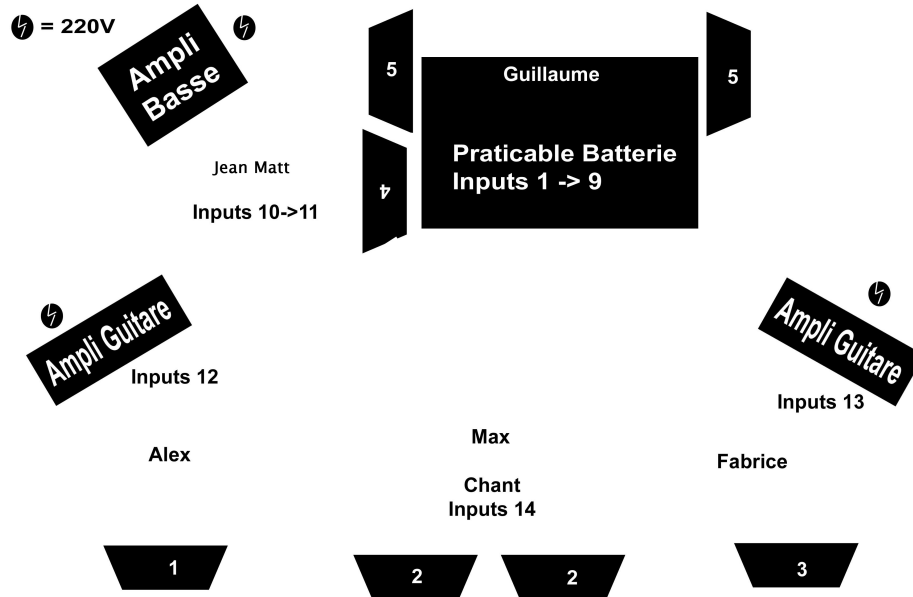 = 220V
Ampli
Basse
5
Guillaume
5
Praticable Batterie
Inputs 1 -> 9
Jean Matt
4
Inputs 10->11
Ampli Guitare
Inputs 12
Ampli Guitare
Inputs 13
Alex
Max
Fabrice
Chant
Inputs 14
1
2
2
3